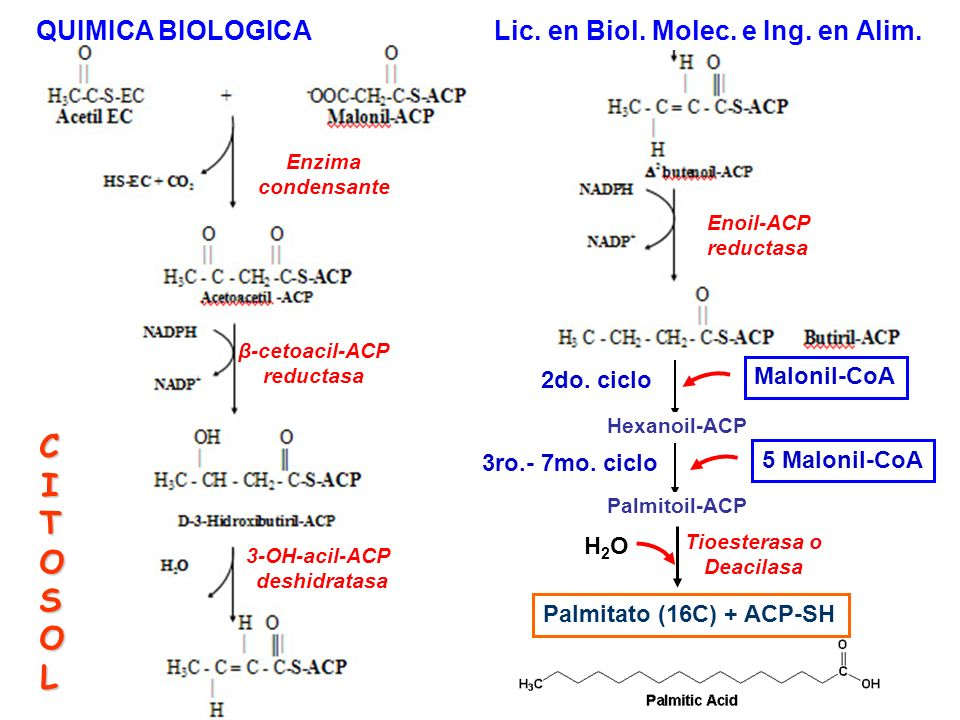 QUIMICA BIOLOGICA
Lic. en Biol. Molec. e Ing. en Alim.
O
H₃C-C-S-EC
Acetil EC
+
O
⁻OOC-CH₂-C-S-ACP
Malonil-ACP
Enzima
condensante
HS-EC + CO₂
O O
H₃C - C - CH₂ -C-S-ACP
Acetoacetil -ACP
NADPH
NADP⁺
β-cetoacil-ACP
reductasa
OH O
H₃C - CH - CH₂-C-S-ACP
D-3-Hidroxibutiril-ACP
H₂O
3-OH-acil-ACP
deshidratasa
H O
H₃C - C = C - C-S-ACP
H
C
I
T
O
S
O
L
H O
H₃C - C = C - C -S-ACP
H
Δ² butenoil-ACP
NADPH
NADP⁺
Enoil-ACP
reductasa
O
H₃ C - CH₂ - CH₂- C - S-ACP
Butiril-ACP
2do. ciclo
Malonil-CoA
Hexanoil-ACP
3ro.- 7mo. ciclo
5 Malonil-CoA
Palmitoil-ACP
H₂O
Tioesterasa o
Deacilasa
Palmitato (16C) + ACP-SH
O
H₃C
C
OH
Palmitic Acid